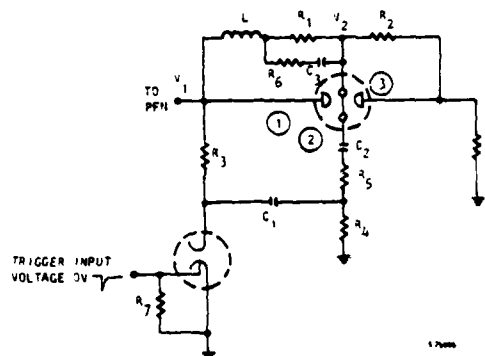 L
R1
V2
R2
R6
C3
V1
TO
PFN
1
2
3
R3
C2
R5
C1
R4
TRIGGER INPUT
VOLTAGE 0V
R7